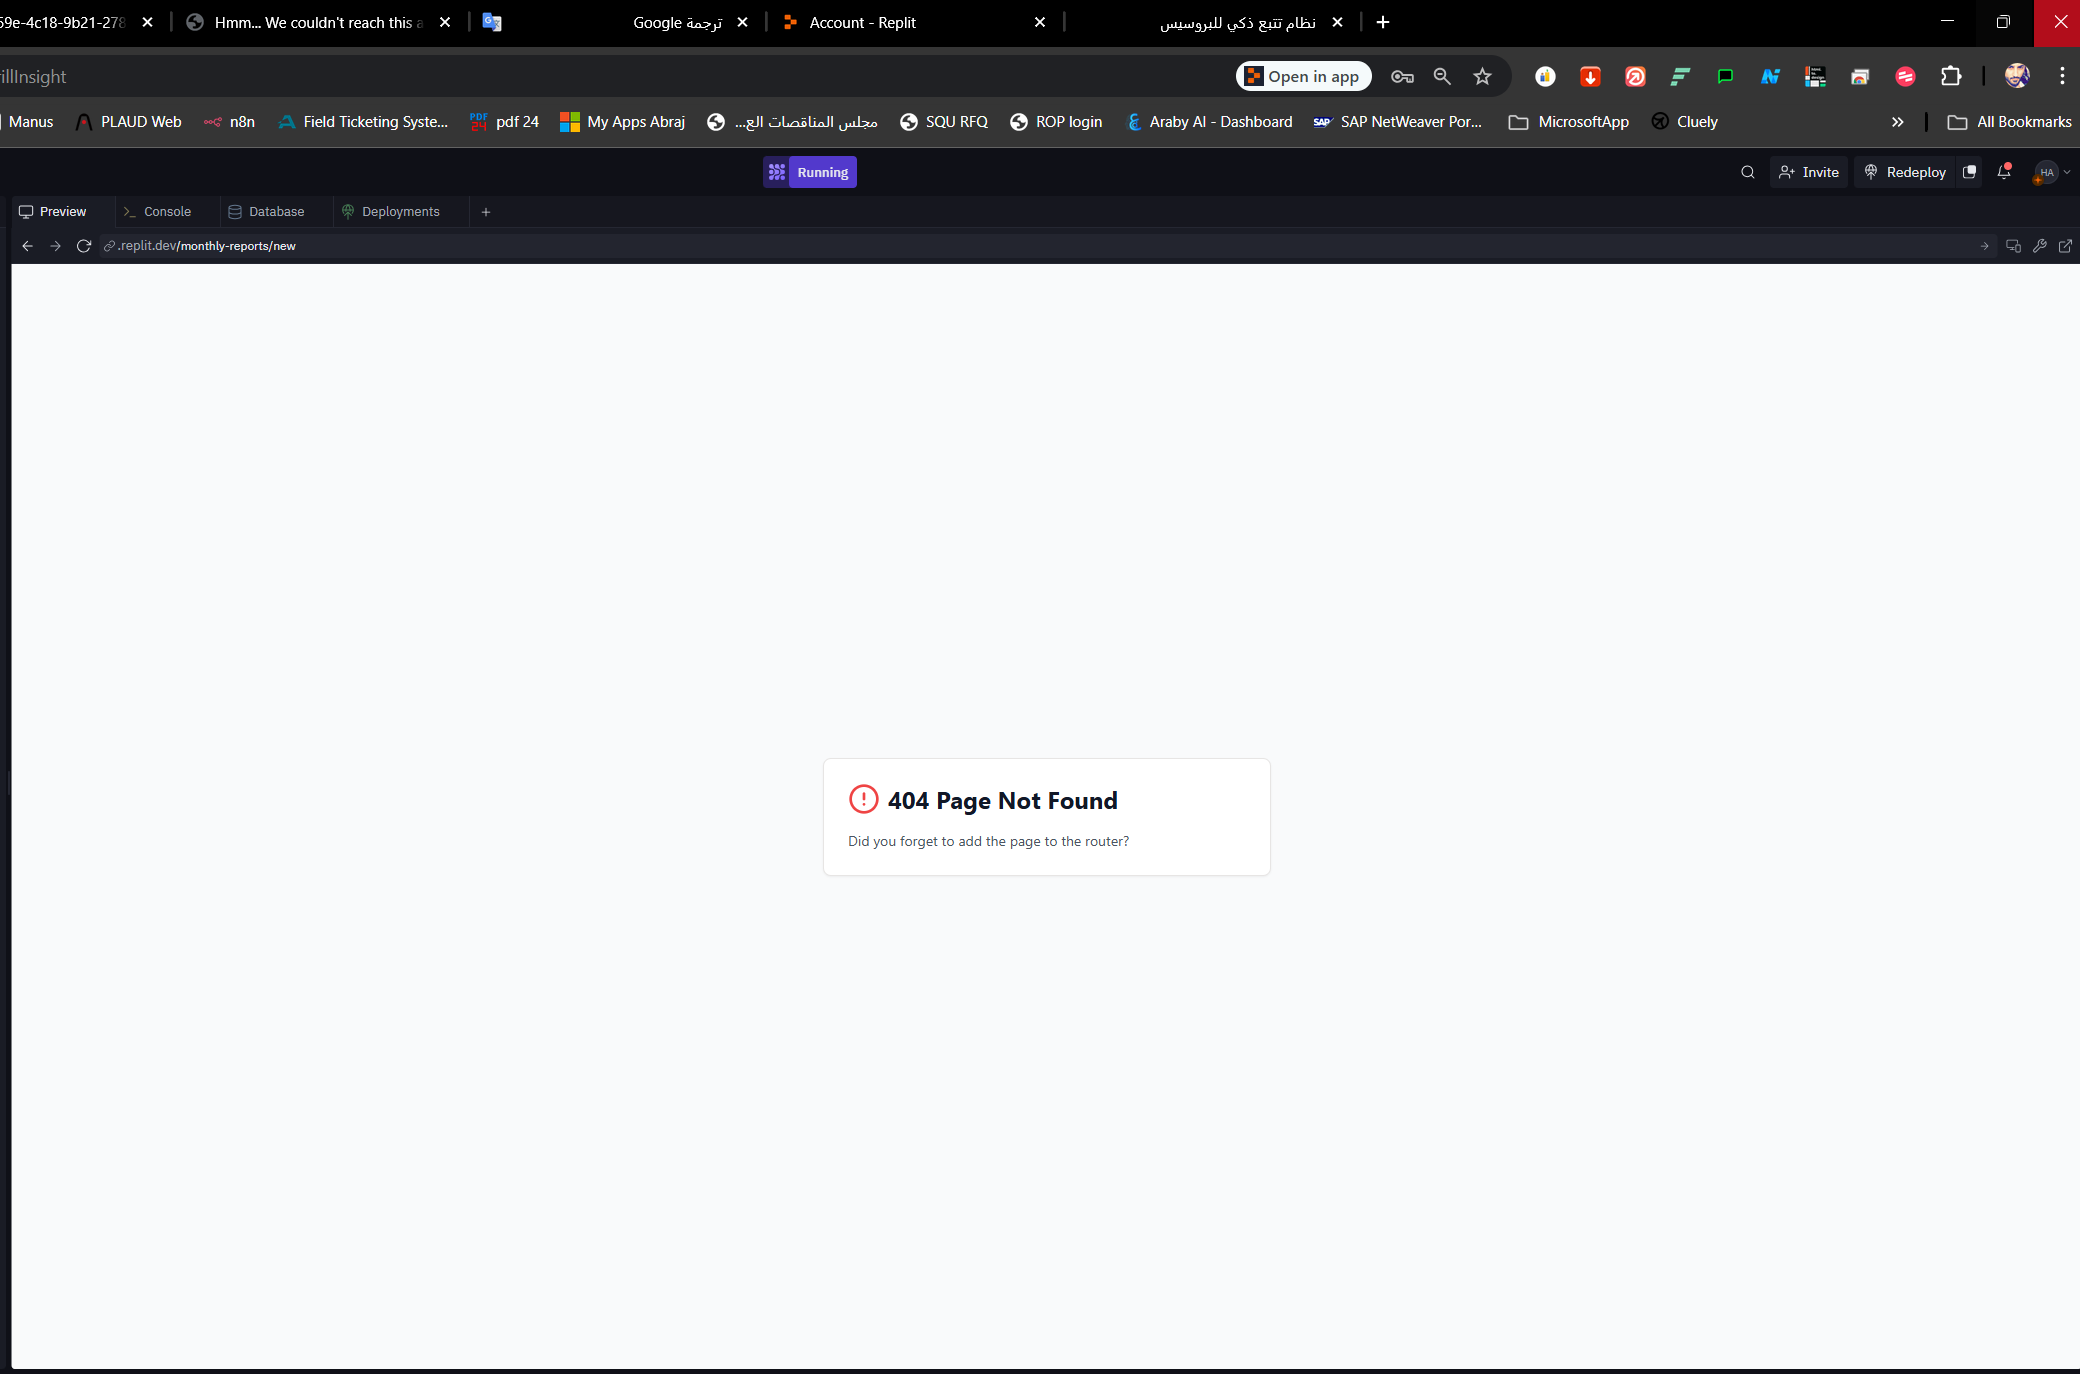 59e-4c18-9b21-278
Hmm... We couldn't reach this a
ترجمة Google
Account - Replit
نظام تتبع ذكي للبروسيس
illInsight
Open in app
Manus
PLAUD Web
n8n
Field Ticketing Syste...
PDF 24
pdf 24
My Apps Abraj
مجلس المناقصات الع...
SQU RFQ
ROP login
Araby AI - Dashboard
SAP
SAP NetWeaver Por...
MicrosoftApp
Cluely
All Bookmarks
Running
Invite
Redeploy
HA
Preview
Console
Database
Deployments
.replit.dev/monthly-reports/new
404 Page Not Found
Did you forget to add the page to the router?